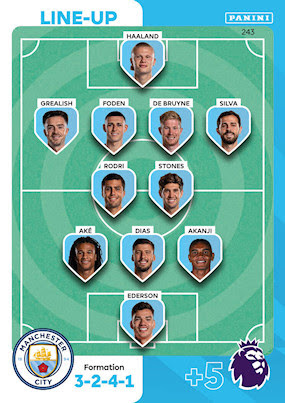 LINE-UP
PANINI
243
HAALAND
GREALISH FODEN DE BRUYNE SILVA
RODRI STONES
AKÉ DIAS AKANJI
EDERSON
MANCHESTER
CITY
Formation
3-2-4-1
+5